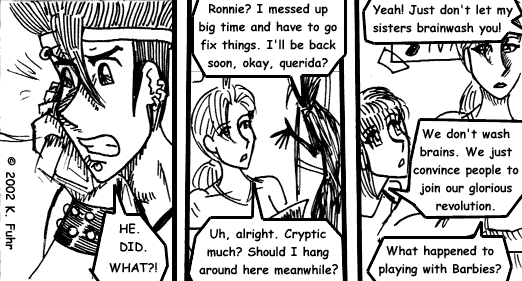 HE.
DID.
WHAT?!
© 2002 K. Fuhr
Ronnie? I messed up
big time and have to go
fix things. I'll be back
soon, okay, querida?
Uh, alright. Cryptic
much? Should I hang
around here meanwhile?
Yeah! Just don't let my
sisters brainwash you!
We don't wash
brains. We just
convince people to
join our glorious
revolution.
What happened to
playing with Barbies?